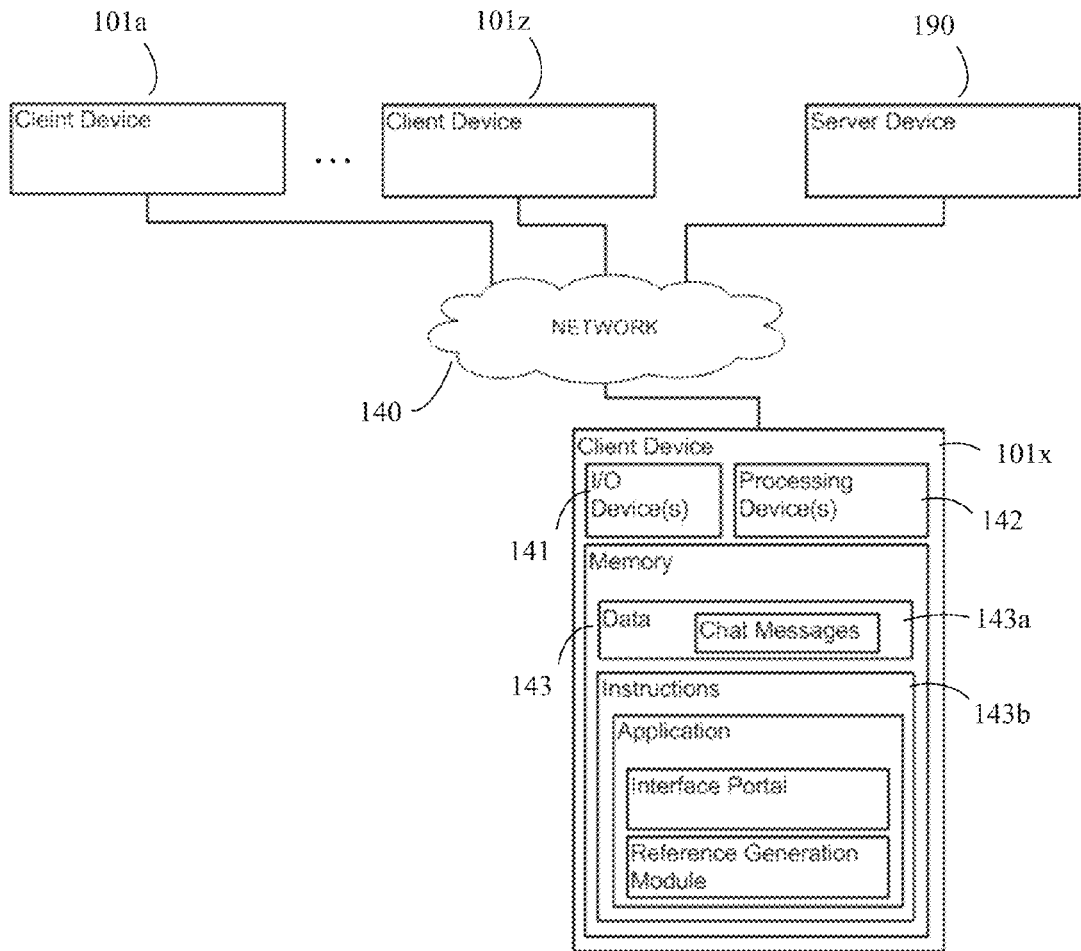 101a
101z
190
Cleint Device
Client Device
Server Device
...
NETWORK
140
Client Device
101x
I/O
Device(s)
Processing
Device(s)
141
142
Memory
Data
Chat Messages
143a
143
Instructions
143b
Application
Interface Portal
Reference Generation
Module